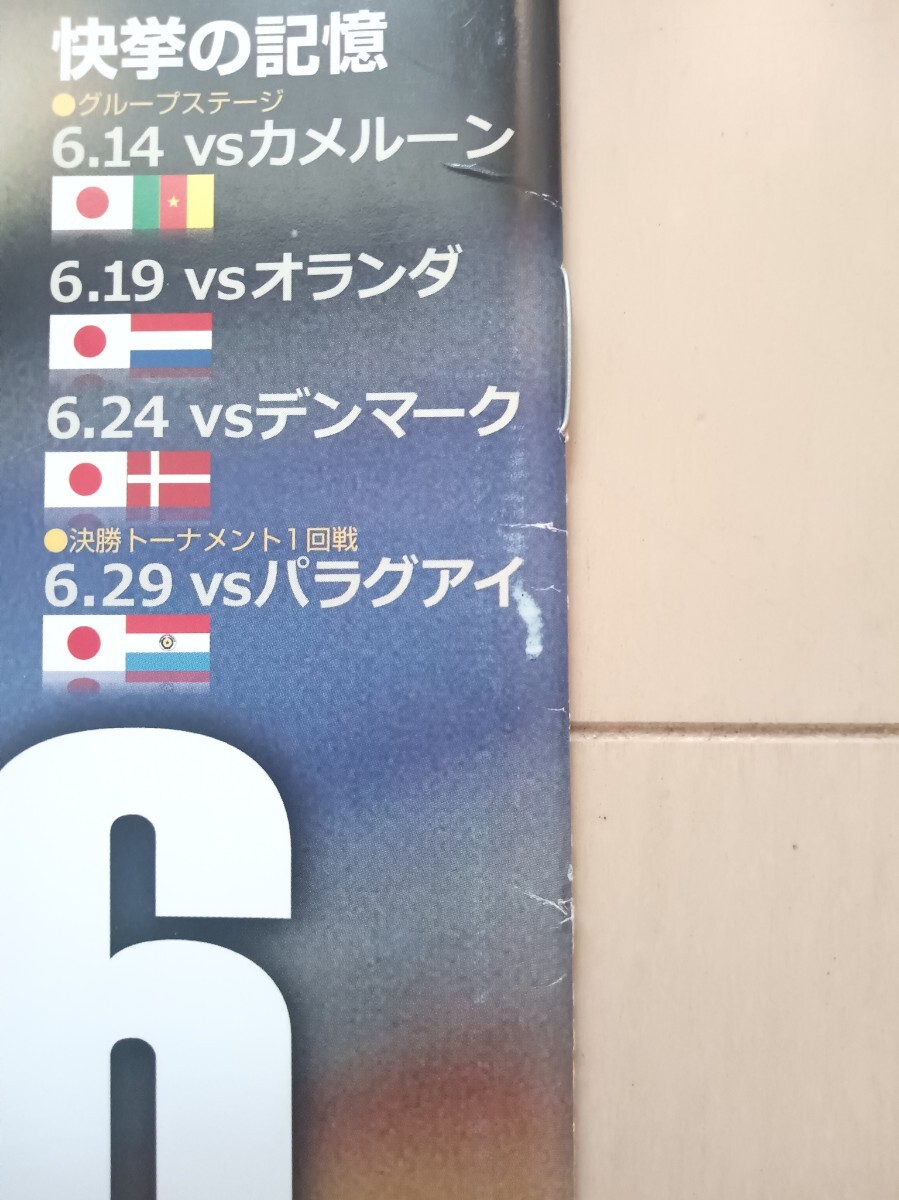 快挙の記憶
●グループステージ
6.14 vsカメルーン
6.19 vsオランダ
6.24 vsデンマーク
●決勝トーナメント1回戦
6.29 vsパラグアイ
6